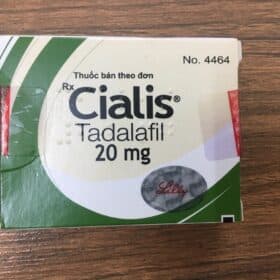 No. 4464
Thuốc bán theo đơn
Rx
Cialis®
Tadalafil
20 mg
Lilly